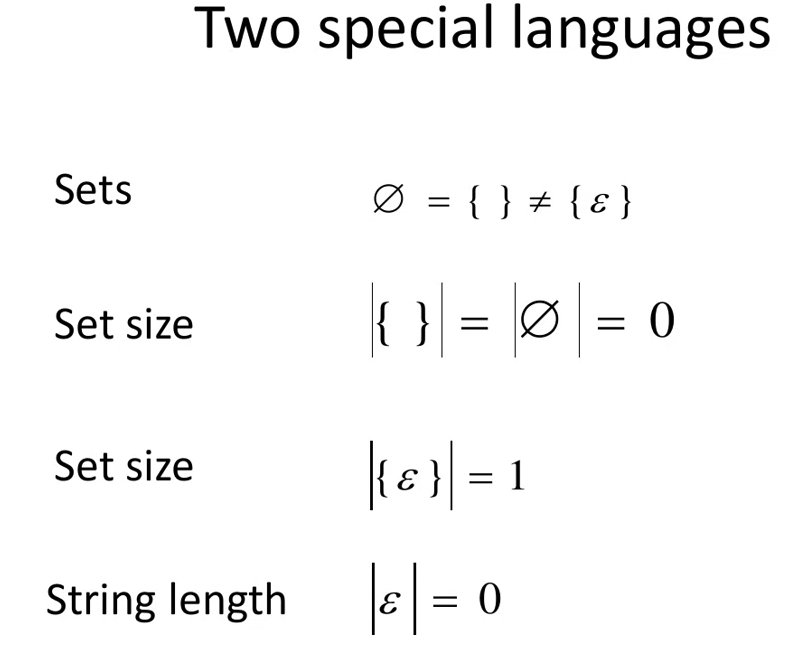 Two special languages
Sets ∅ = { } ≠ { ε }
Set size |{ }| = |∅| = 0
Set size |{ ε }| = 1
String length |ε| = 0